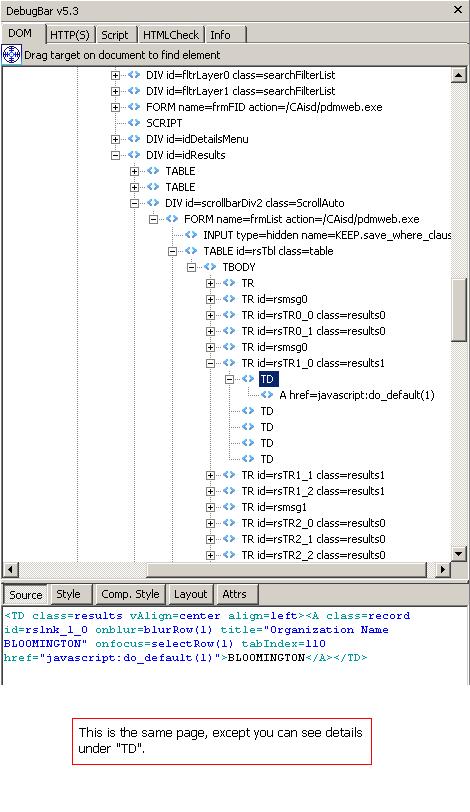 DebugBar v5.3
DOM HTTP(S) Script HTMLCheck Info
Drag target on document to find element
DIV id=fltrLayer0 class=searchFilterList
DIV id=fltrLayer1 class=searchFilterList
FORM name=frmFID action=/CAisd/pdmweb.exe
SCRIPT
DIV id=idDetailsMenu
DIV id=idResults
TABLE
TABLE
DIV id=scrollbarDiv2 class=ScrollAuto
FORM name=frmList action=/CAisd/pdmweb.exe
INPUT type=hidden name=KEEP.save_where_claus
TABLE id=rsTbl class=table
TBODY
TR
TR id=rsmsg0
TR id=rsTR0_0 class=results0
TR id=rsTR0_1 class=results0
TR id=rsmsg0
TR id=rsTR1_0 class=results1
TD
A href=javascript:do_default(1)
TD
TD
TD
TD
TR id=rsTR1_1 class=results1
TR id=rsTR1_2 class=results1
TR id=rsmsg1
TR id=rsTR2_0 class=results0
TR id=rsTR2_1 class=results0
TR id=rsTR2_2 class=results0
Source Style Comp. Style Layout Attrs
<TD class=results vAlign=center align=left><A class=record
id=rslnk_1_0 onblur=blurRow(1) title="Organization Name
BLOOMINGTON" onfocus=selectRow(1) tabIndex=110
href="javascript:do_default(1)">BLOOMINGTON</A></TD>
This is the same page, except you can see details
under "TD".